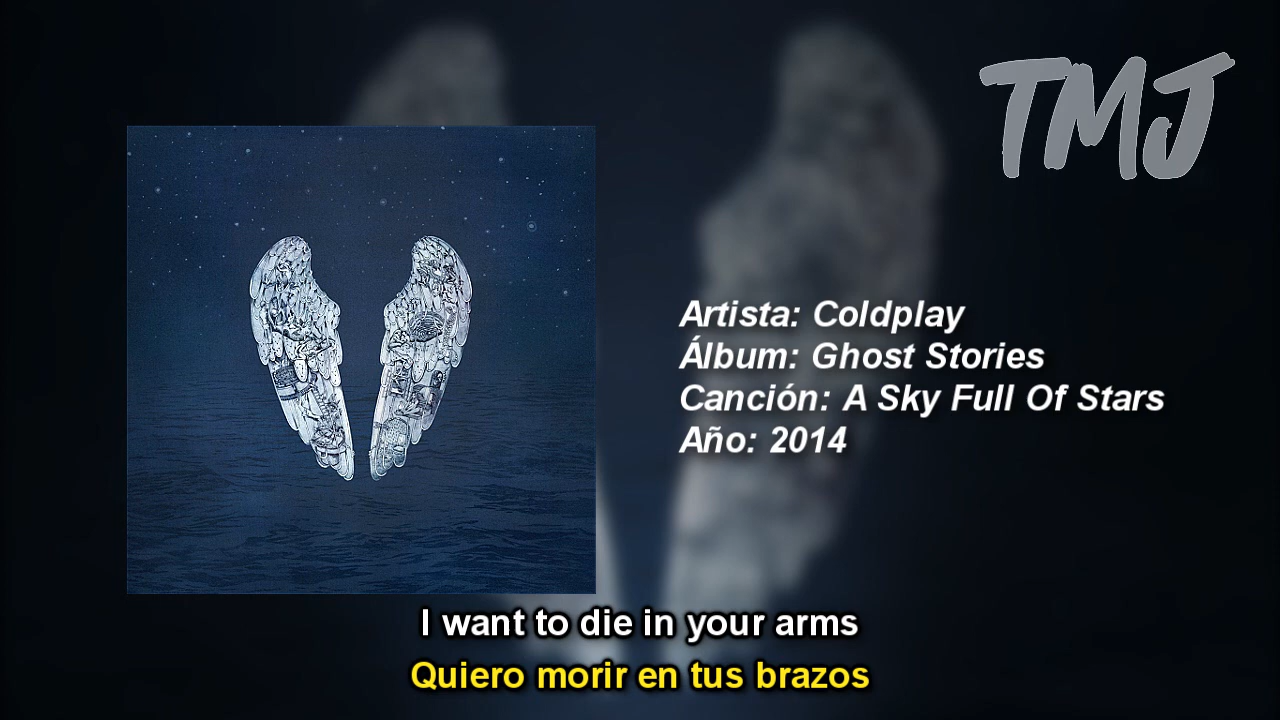 TMJ
Artista: Coldplay
Álbum: Ghost Stories
Canción: A Sky Full Of Stars
Año: 2014
I want to die in your arms
Quiero morir en tus brazos